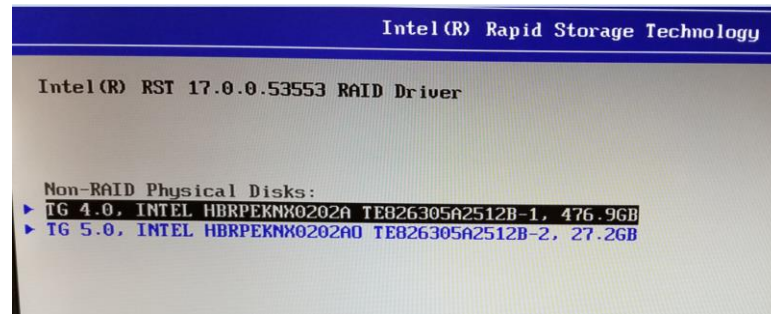 Intel(R) Rapid Storage Technology
Intel(R) RST 17.0.0.53553 RAID Driver
Non-RAID Physical Disks:
TG 4.0, INTEL HBRPEKNX0202A TE826305A2512B-1, 476.9GB
TG 5.0, INTEL HBRPEKNX0202AO TE826305A2512B-2, 27.2GB